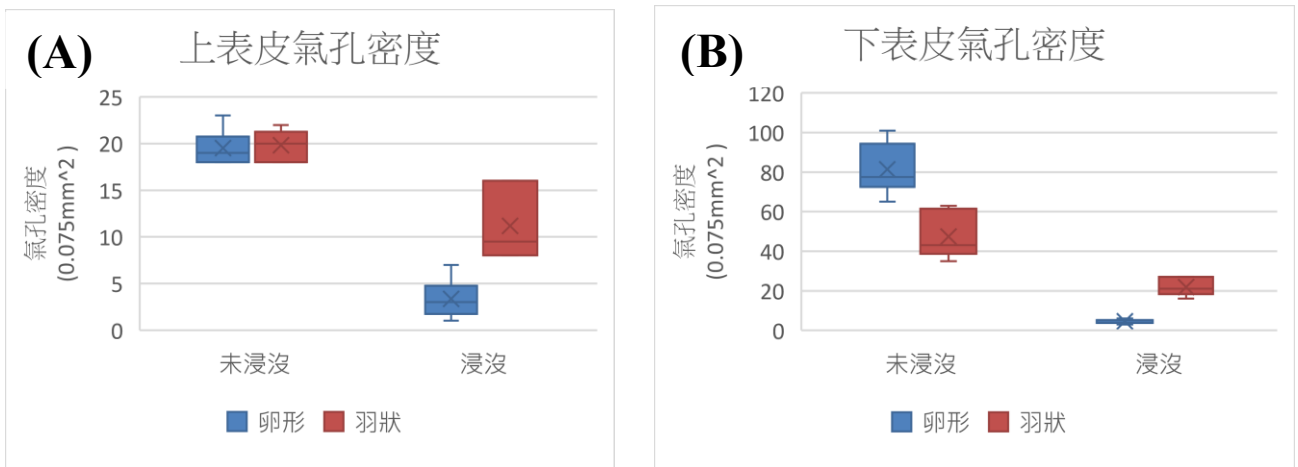 (A)
上表皮氣孔密度
氣孔密度
(0.075mm^2 )
25
20
15
10
5
0
未浸沒
浸沒
卵形
羽狀
(B)
下表皮氣孔密度
氣孔密度
(0.075mm^2 )
120
100
80
60
40
20
0
未浸沒
浸沒
卵形
羽狀